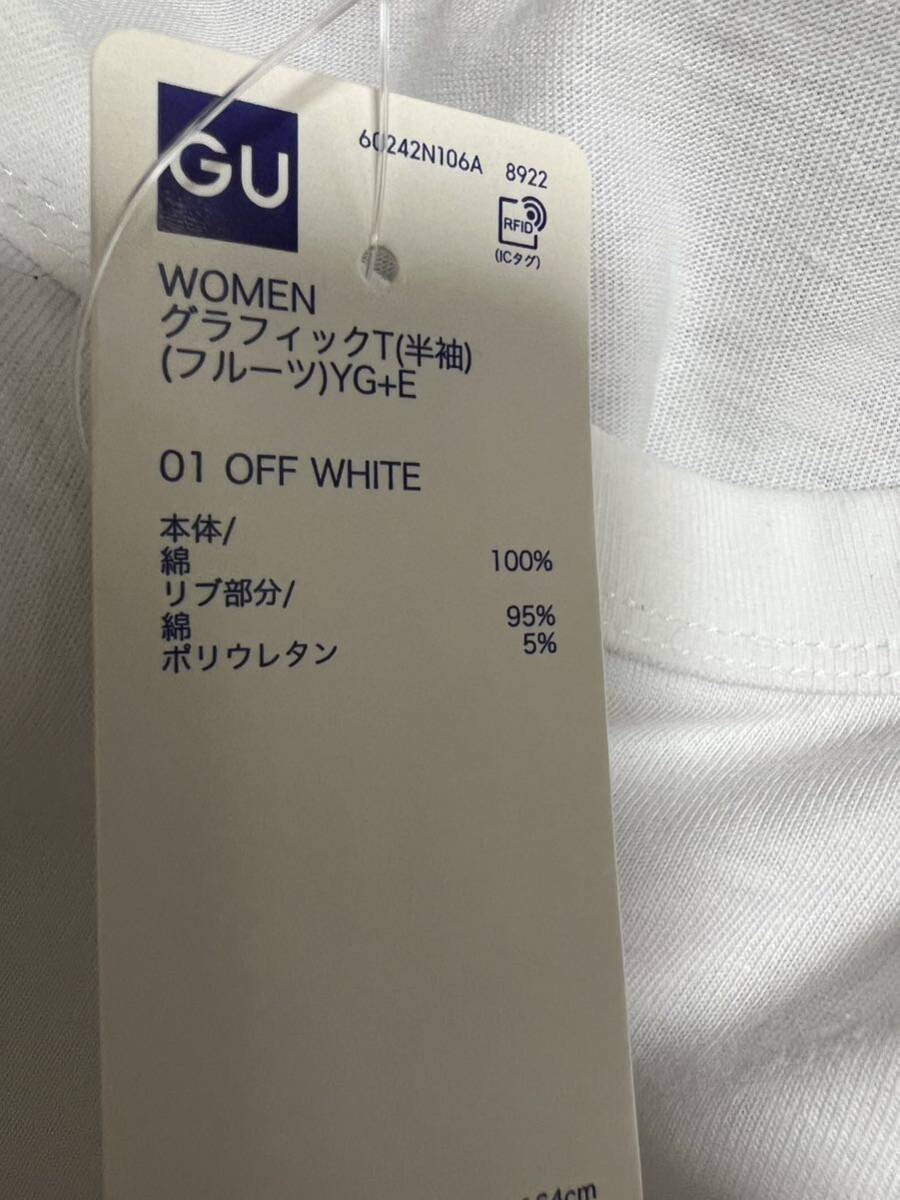 GU
60242N106A 8922
RFID
(ICタグ)
WOMEN
グラフィックT(半袖)
(フルーツ)YG+E
01 OFF WHITE
本体/
綿 100%
リブ部分/
綿 95%
ポリウレタン 5%